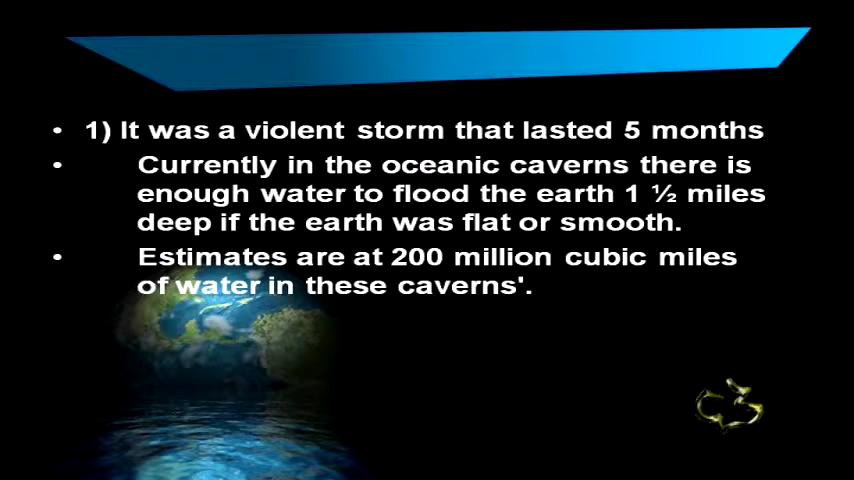 • 1) It was a violent storm that lasted 5 months
• Currently in the oceanic caverns there is
enough water to flood the earth 1 ½ miles
deep if the earth was flat or smooth.
• Estimates are at 200 million cubic miles
of water in these caverns'.
C3